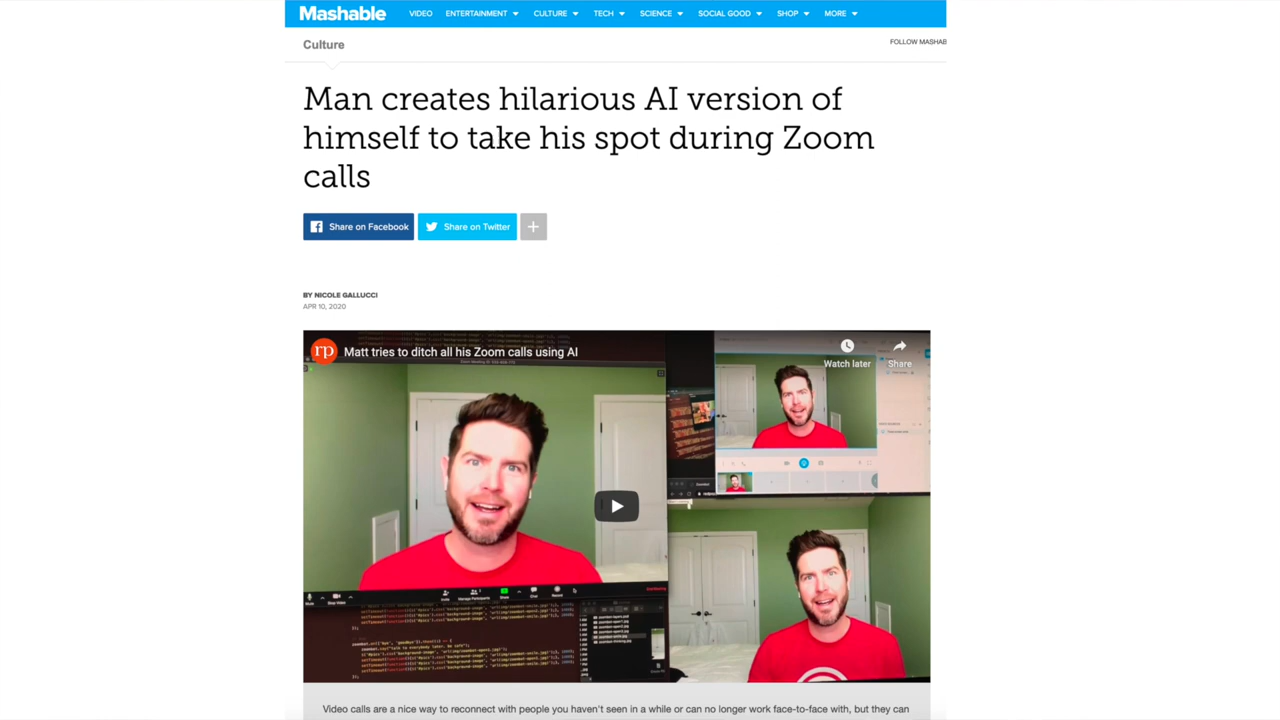 Mashable VIDEO ENTERTAINMENT CULTURE TECH SCIENCE SOCIAL GOOD SHOP MORE
Culture
FOLLOW MASHAB
Man creates hilarious AI version of
himself to take his spot during Zoom
calls
Share on Facebook
Share on Twitter
+
BY NICOLE GALLUCCI
APR 10, 2020
rp Matt tries to ditch all his Zoom calls using AI
Watch later
Share
Video calls are a nice way to reconnect with people you haven't seen in a while or can no longer work face-to-face with, but they can